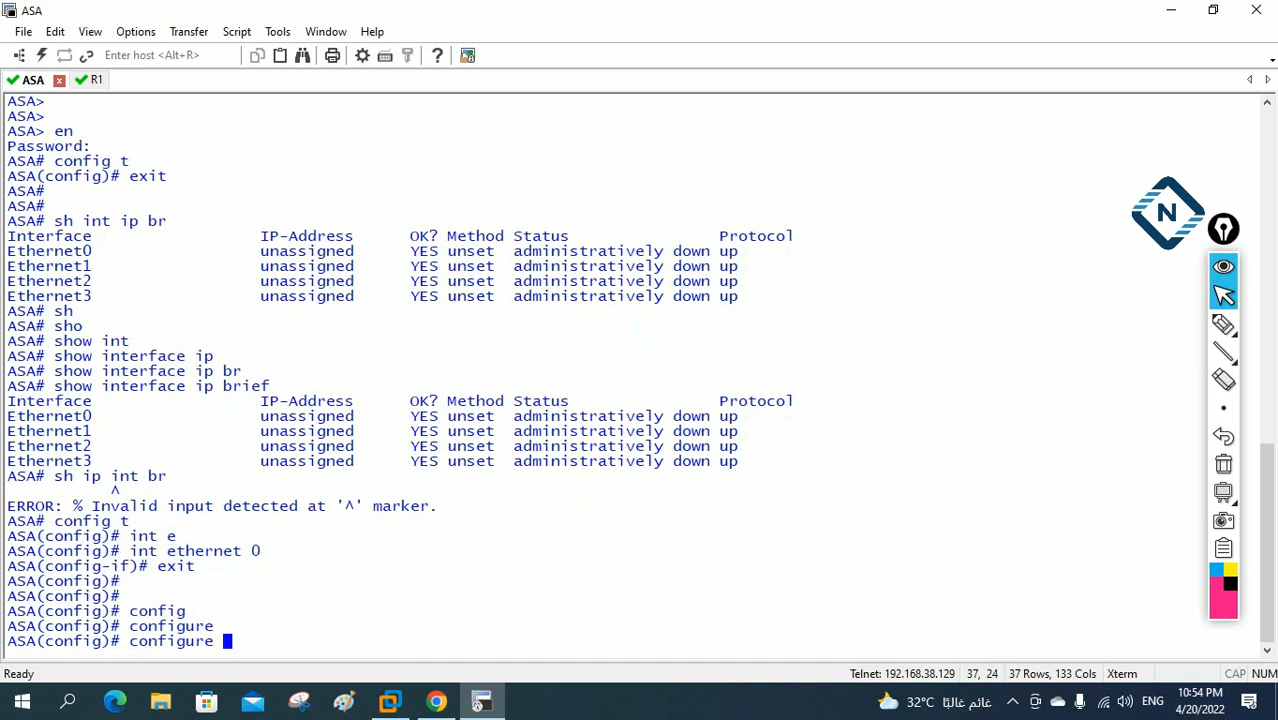 ASA
File Edit View Options Transfer Script Tools Window Help
Enter host <Alt+R>
ASA R1
ASA>
ASA>
ASA> en
Password:
ASA# config t
ASA(config)# exit
ASA#
ASA#
ASA# sh int ip br
Interface IP-Address OK? Method Status Protocol
Ethernet0 unassigned YES unset administratively down up
Ethernet1 unassigned YES unset administratively down up
Ethernet2 unassigned YES unset administratively down up
Ethernet3 unassigned YES unset administratively down up
ASA# sh
ASA# sho
ASA# show int
ASA# show interface ip
ASA# show interface ip br
ASA# show interface ip brief
Interface IP-Address OK? Method Status Protocol
Ethernet0 unassigned YES unset administratively down up
Ethernet1 unassigned YES unset administratively down up
Ethernet2 unassigned YES unset administratively down up
Ethernet3 unassigned YES unset administratively down up
ASA# sh ip int br
^
ERROR: % Invalid input detected at '^' marker.
ASA# config t
ASA(config)# int e
ASA(config)# int ethernet 0
ASA(config-if)# exit
ASA(config)#
ASA(config)#
ASA(config)# config
ASA(config)# configure
ASA(config)# configure
N
Ready Telnet: 192.168.38.129 37, 24 37 Rows, 133 Cols Xterm CAP NUM
32°C غائم غالبًا ENG 10:54 PM
4/20/2022